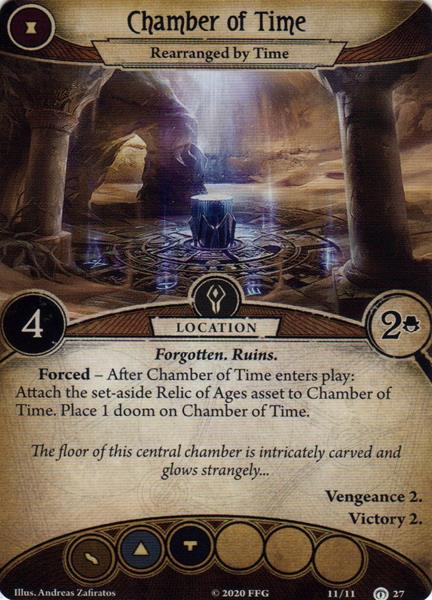 Chamber of Time
Rearranged by Time
4
LOCATION
2
Forgotten. Ruins.
Forced – After Chamber of Time enters play:
Attach the set-aside Relic of Ages asset to Chamber of
Time. Place 1 doom on Chamber of Time.
The floor of this central chamber is intricately carved and
glows strangely...
Vengeance 2.
Victory 2.
Illus. Andreas Zafiratos © 2020 FFG 11/11 27